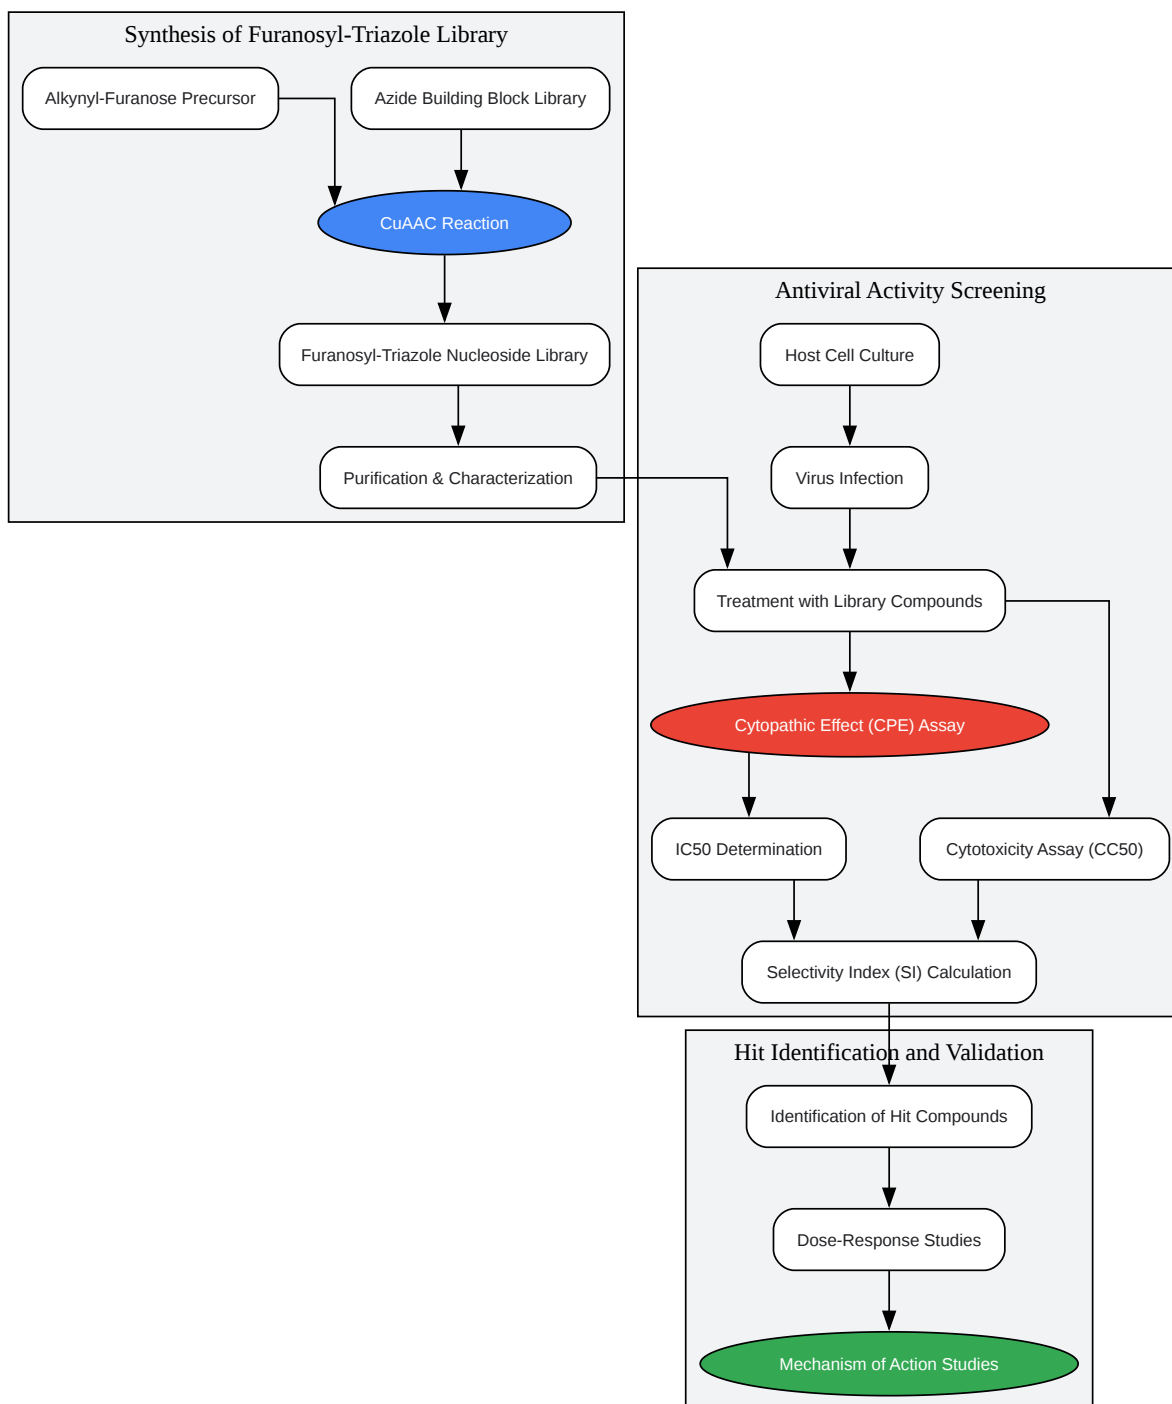 Synthesis of Furanosyl-Triazole Library
Alkynyl-Furanose Precursor
Azide Building Block Library
CuAAC Reaction
Furanosyl-Triazole Nucleoside Library
Purification & Characterization
Antiviral Activity Screening
Host Cell Culture
Virus Infection
Treatment with Library Compounds
Cytopathic Effect (CPE) Assay
IC50 Determination
Cytotoxicity Assay (CC50)
Selectivity Index (SI) Calculation
Hit Identification and Validation
Identification of Hit Compounds
Dose-Response Studies
Mechanism of Action Studies